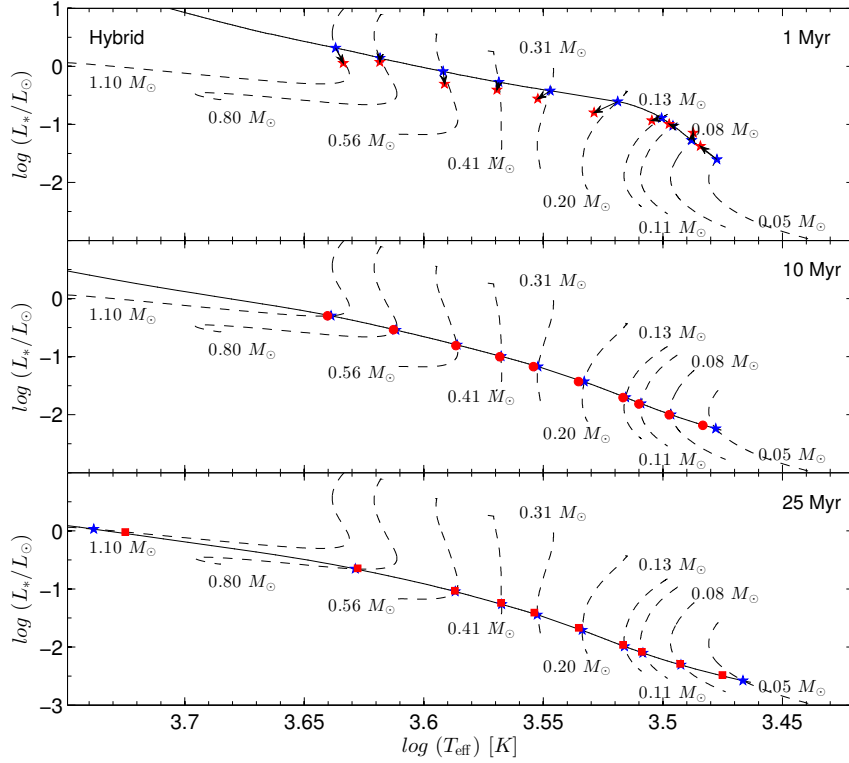 Hybrid
1 Myr
1
0
−1
−2
log (L*/L⊙)
1.10 M⊙
0.80 M⊙
0.56 M⊙
0.41 M⊙
0.31 M⊙
0.20 M⊙
0.13 M⊙
0.11 M⊙
0.08 M⊙
0.05 M⊙
10 Myr
0
−1
−2
log (L*/L⊙)
1.10 M⊙
0.80 M⊙
0.56 M⊙
0.41 M⊙
0.31 M⊙
0.20 M⊙
0.13 M⊙
0.11 M⊙
0.08 M⊙
0.05 M⊙
25 Myr
0
−1
−2
−3
log (L*/L⊙)
1.10 M⊙
0.80 M⊙
0.56 M⊙
0.41 M⊙
0.31 M⊙
0.20 M⊙
0.13 M⊙
0.11 M⊙
0.08 M⊙
0.05 M⊙
3.7 3.65 3.6 3.55 3.5 3.45
log (Teff) [K]